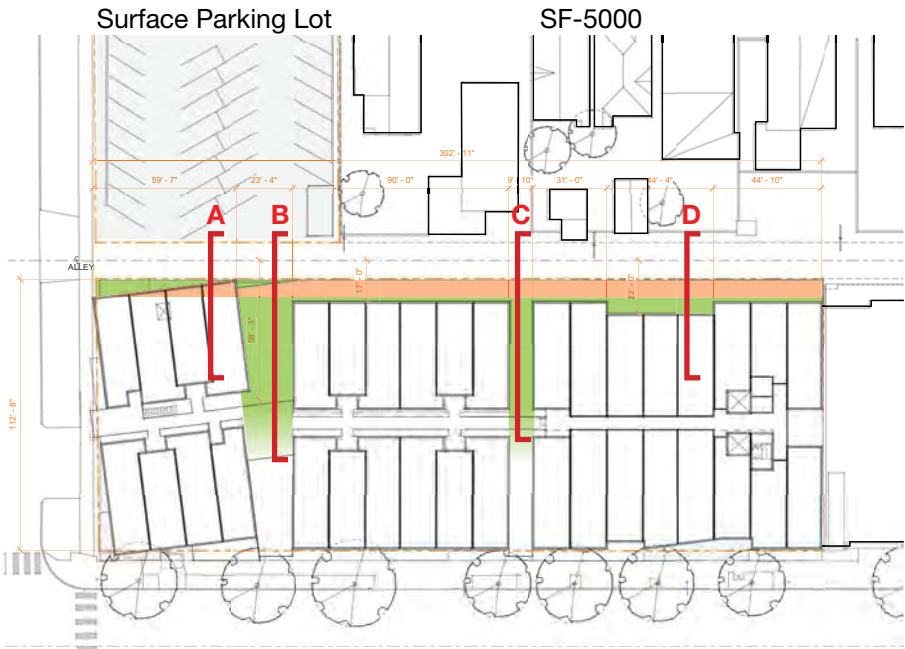 Surface Parking Lot SF-5000
302' - 11"
59' - 7" 23' - 4" 90' - 0" 9' - 10" 31' - 0" 44' - 4" 44' - 10"
A B C D
ALLEY
17' - 0"
22' - 0"
58' - 3"
112' - 8"